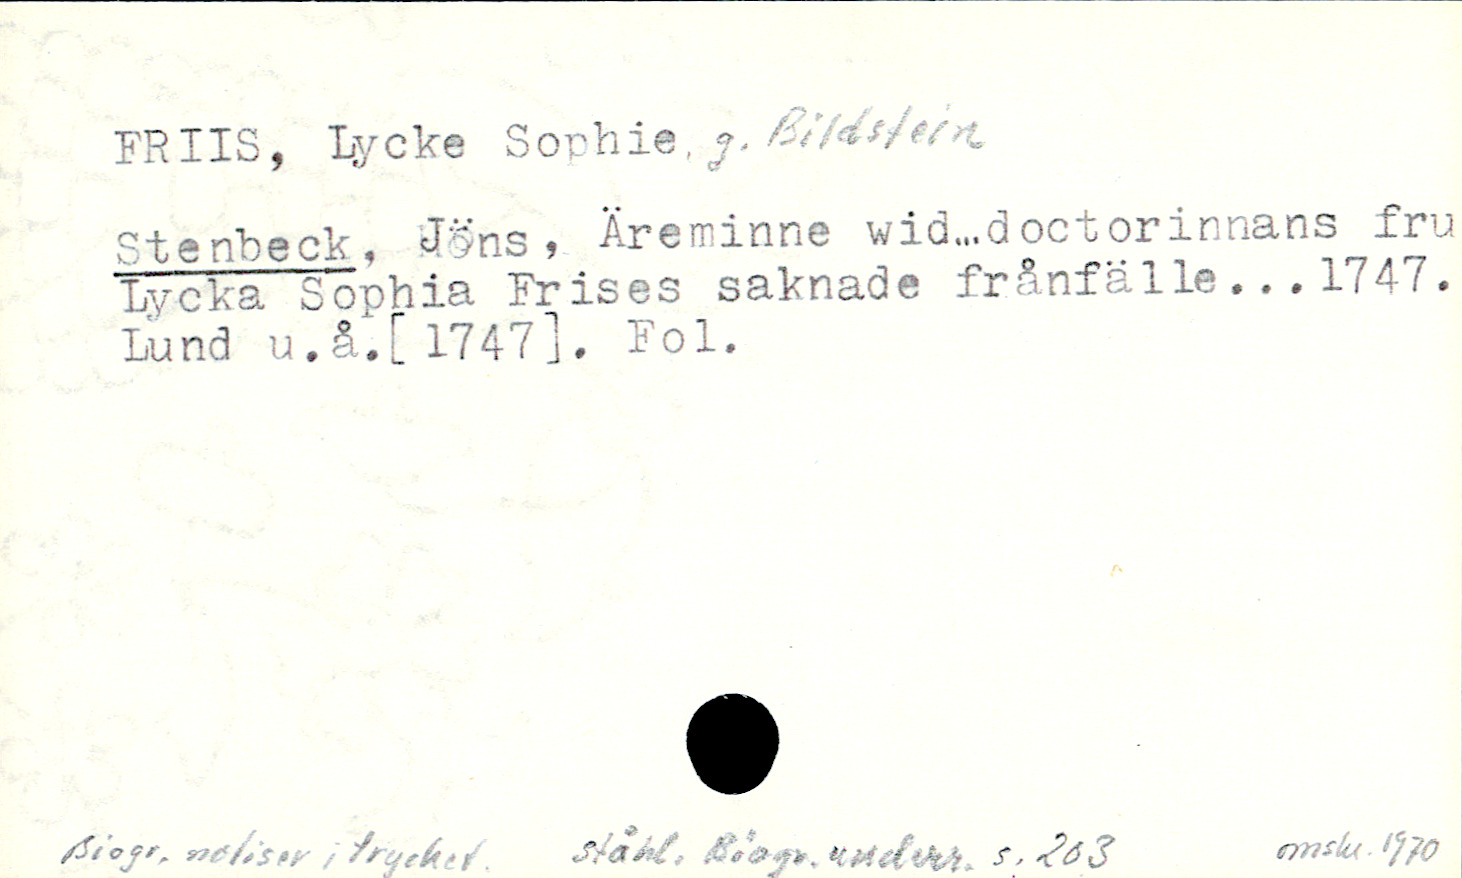 FRIIS, Lycke Sophie, g. Bildstein
Stenbeck, Jöns, Äreminne wid...doctorinnans fru
Lycka Sophia Frises saknade frånfälle...1747.
Lund u.å.[1747]. Fol.
Biogr. notiser i trycket. Ståhl. Biogr. underr. s. 203 omskr. 1970